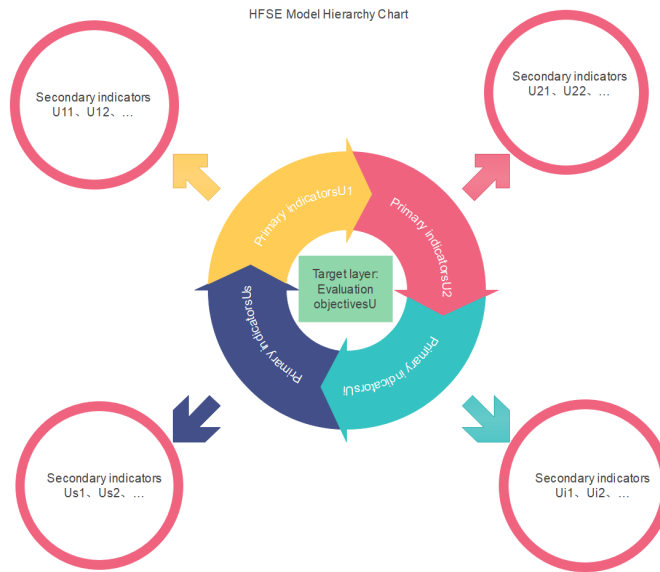 HFSE Model Hierarchy Chart
Secondary indicators
U11、U12、…
Secondary indicators
U21、U22、…
Primary indicatorsU1
Primary indicatorsU2
Target layer:
Evaluation
objectivesU
Primary indicatorsUs
Primary indicatorsUi
Secondary indicators
Us1、Us2、…
Secondary indicators
Ui1、Ui2、…